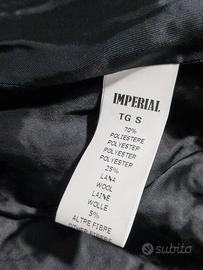 IMPERIAL
TG S
70%
POLIESTERE
POLYESTER
POLYESTER
POLYESTER
25%
LANA
WOOL
LAINE
WOLLE
5%
ALTRE FIBRE
subito